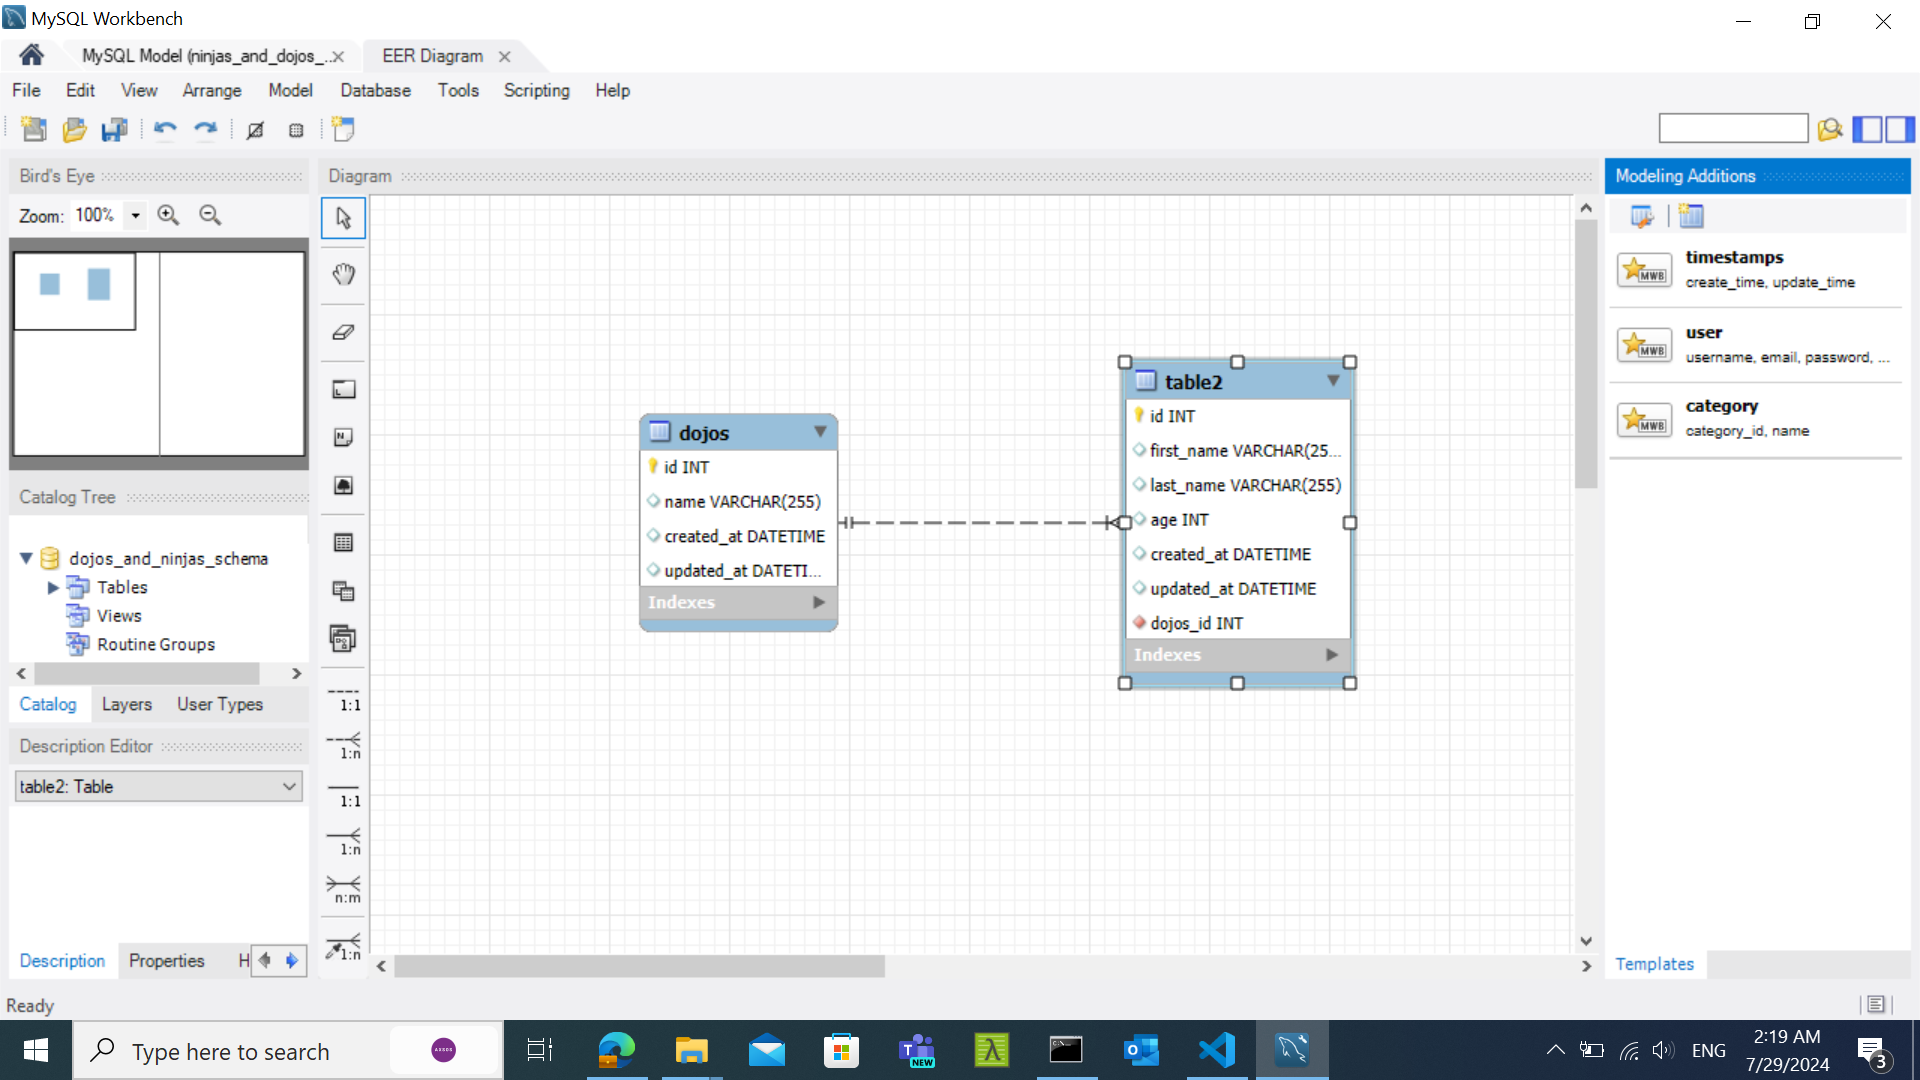 MySQL Workbench
MySQL Model (ninjas_and_dojos_...
EER Diagram
File Edit View Arrange Model Database Tools Scripting Help
Bird's Eye
Zoom: 100%
Diagram
Modeling Additions
timestamps
create_time, update_time
user
username, email, password, ...
category
category_id, name
Templates
dojos
id INT
name VARCHAR(255)
created_at DATETIME
updated_at DATETI...
Indexes
table2
id INT
first_name VARCHAR(25...
last_name VARCHAR(255)
age INT
created_at DATETIME
updated_at DATETIME
dojos_id INT
Indexes
1:1
1:n
1:1
1:n
n:m
1:n
Catalog Tree
dojos_and_ninjas_schema
Tables
Views
Routine Groups
Catalog Layers User Types
Description Editor
table2: Table
Description Properties H
Ready
Type here to search
NEW
ENG
2:19 AM
7/29/2024
3